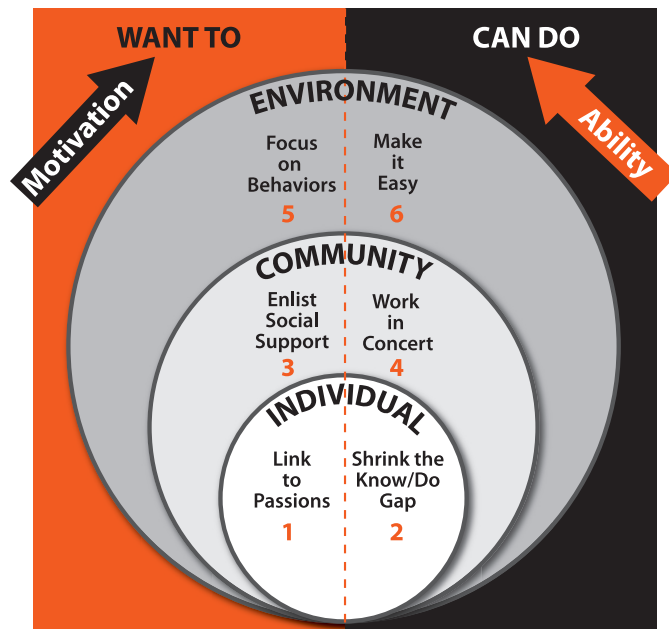 WANT TO
CAN DO
Motivation
Ability
ENVIRONMENT
Focus
on
Behaviors
5
Make
it
Easy
6
COMMUNITY
Enlist
Social
Support
3
Work
in
Concert
4
INDIVIDUAL
Link
to
Passions
1
Shrink the
Know/Do
Gap
2